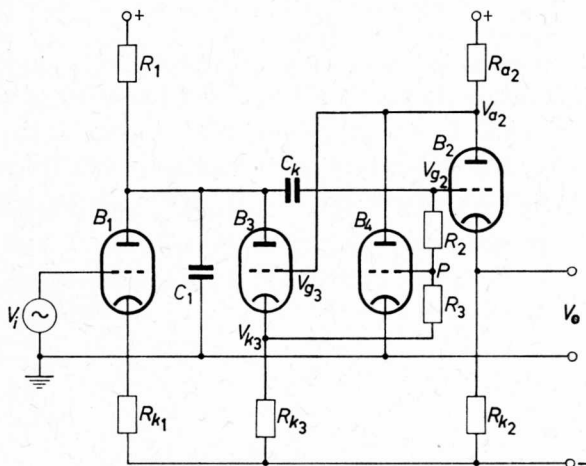 +
+
R1
Ra2
Va2
B2
Ck
Vg2
B1
B3
B4
R2
C1
Vg3
P
R3
Vi
~
Vo
Vk3
Rk1
Rk3
Rk2
−